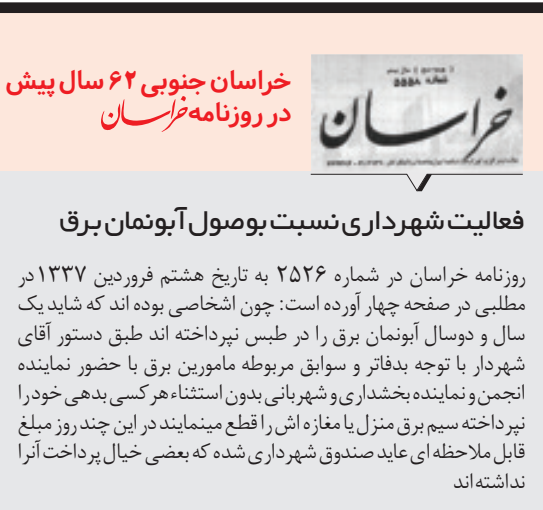 خراسان جنوبی ۶۲ سال پیش
در روزنامه خراسان
خراسان
فعالیت شهرداری نسبت بوصول آبونمان برق
روزنامه خراسان در شماره ۲۵۲۶ به تاریخ هشتم فروردین ۱۳۳۷ در
مطلبی در صفحه چهار آورده است: چون اشخاصی بوده اند که شاید یک
سال و دوسال آبونمان برق را در طبس نپرداخته اند طبق دستور آقای
شهردار با توجه بدفاتر و سوابق مربوطه مامورین برق با حضور نماینده
انجمن و نماینده بخشداری و شهربانی بدون استثناء هر کسی بدهی خود را
نپرداخته سیم برق منزل یا مغازه اش را قطع مینمایند در این چند روز مبلغ
قابل ملاحظه ای عاید صندوق شهرداری شده که بعضی خیال پرداخت آنرا
نداشته اند